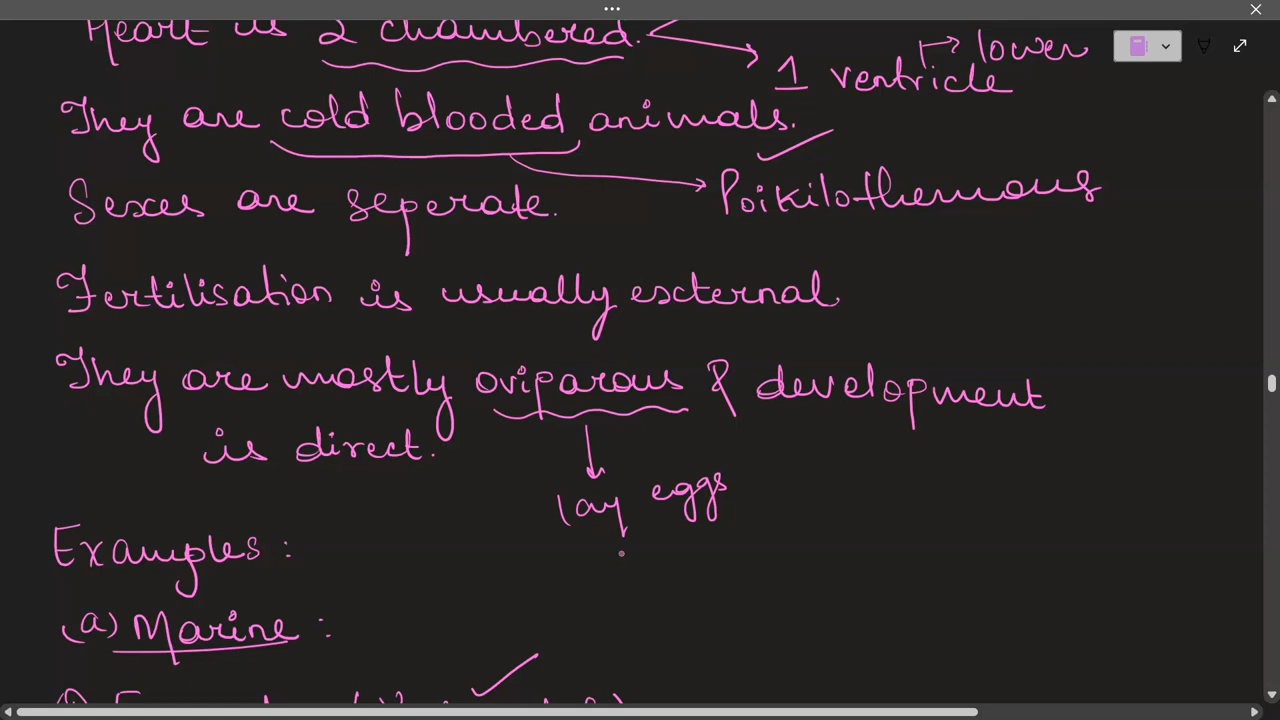 Heart is 2 chambered.
lower
1 ventricle
They are cold blooded animals.
Poikilothermous
Sexes are seperate.
Fertilisation is usually external
They are mostly oviparous & development
is direct.
lay eggs
Examples:
(a) Marine: